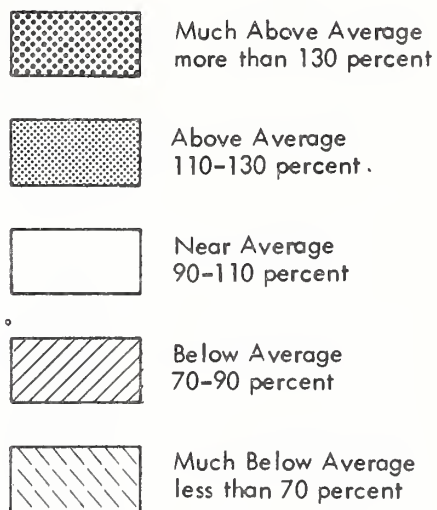 Much Above Average
more than 130 percent
Above Average
110-130 percent.
Near Average
90-110 percent
Below Average
70-90 percent
Much Below Average
less than 70 percent